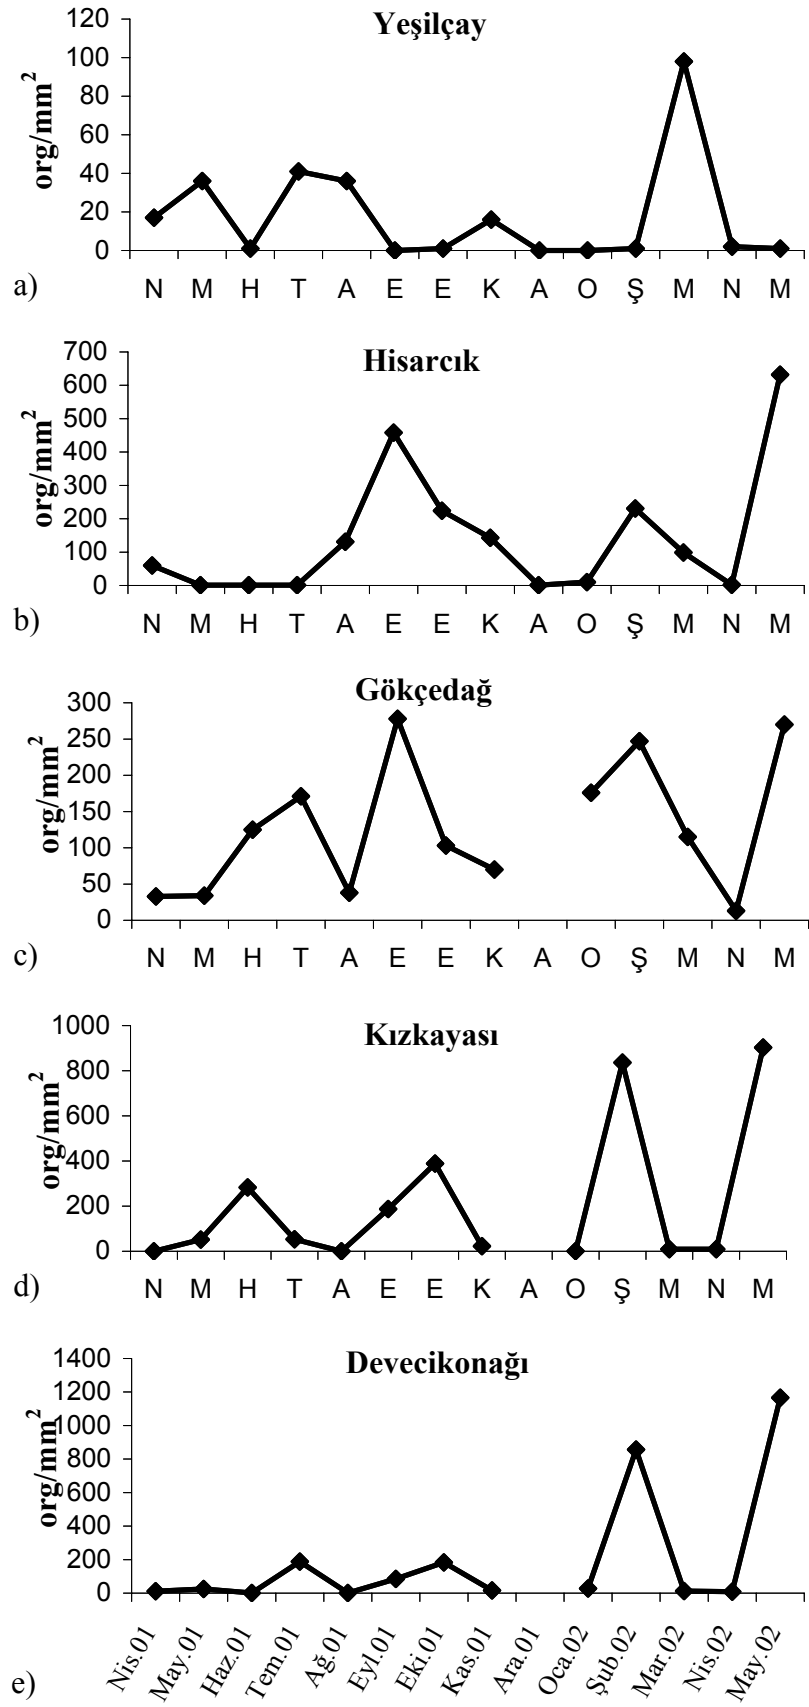 Yeşilçay
org/mm²
120
100
80
60
40
20
0
N M H T A E E K A O Ş M N M
a)
Hisarcık
org/mm²
700
600
500
400
300
200
100
0
N M H T A E E K A O Ş M N M
b)
Gökçedağ
org/mm²
300
250
200
150
100
50
0
N M H T A E E K A O Ş M N M
c)
Kızkayası
org/mm²
1000
800
600
400
200
0
N M H T A E E K A O Ş M N M
d)
Devecikonağı
org/mm²
1400
1200
1000
800
600
400
200
0
Nis.01 May.01 Haz.01 Tem.01 Ağ.01 Eyl.01 Eki.01 Kas.01 Ara.01 Oca.02 Şub.02 Mar.02 Nis.02 May.02
e)